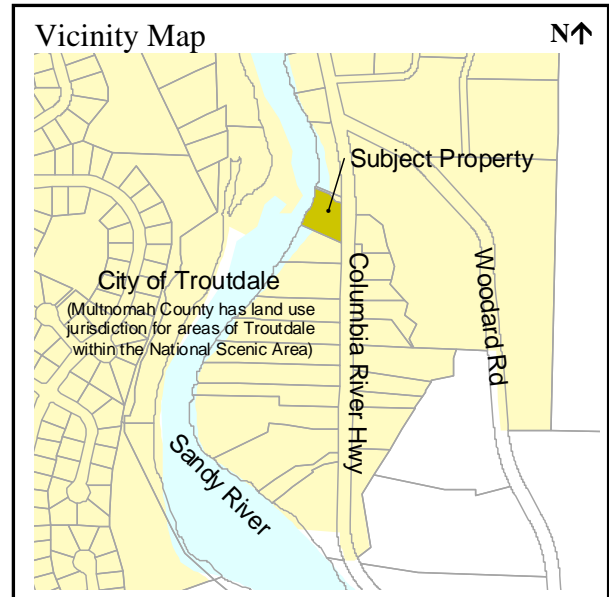 Vicinity Map
N↑
Subject Property
City of Troutdale
(Multnomah County has land use
jurisdiction for areas of Troutdale
within the National Scenic Area)
Columbia River Hwy
Woodard Rd
Sandy River